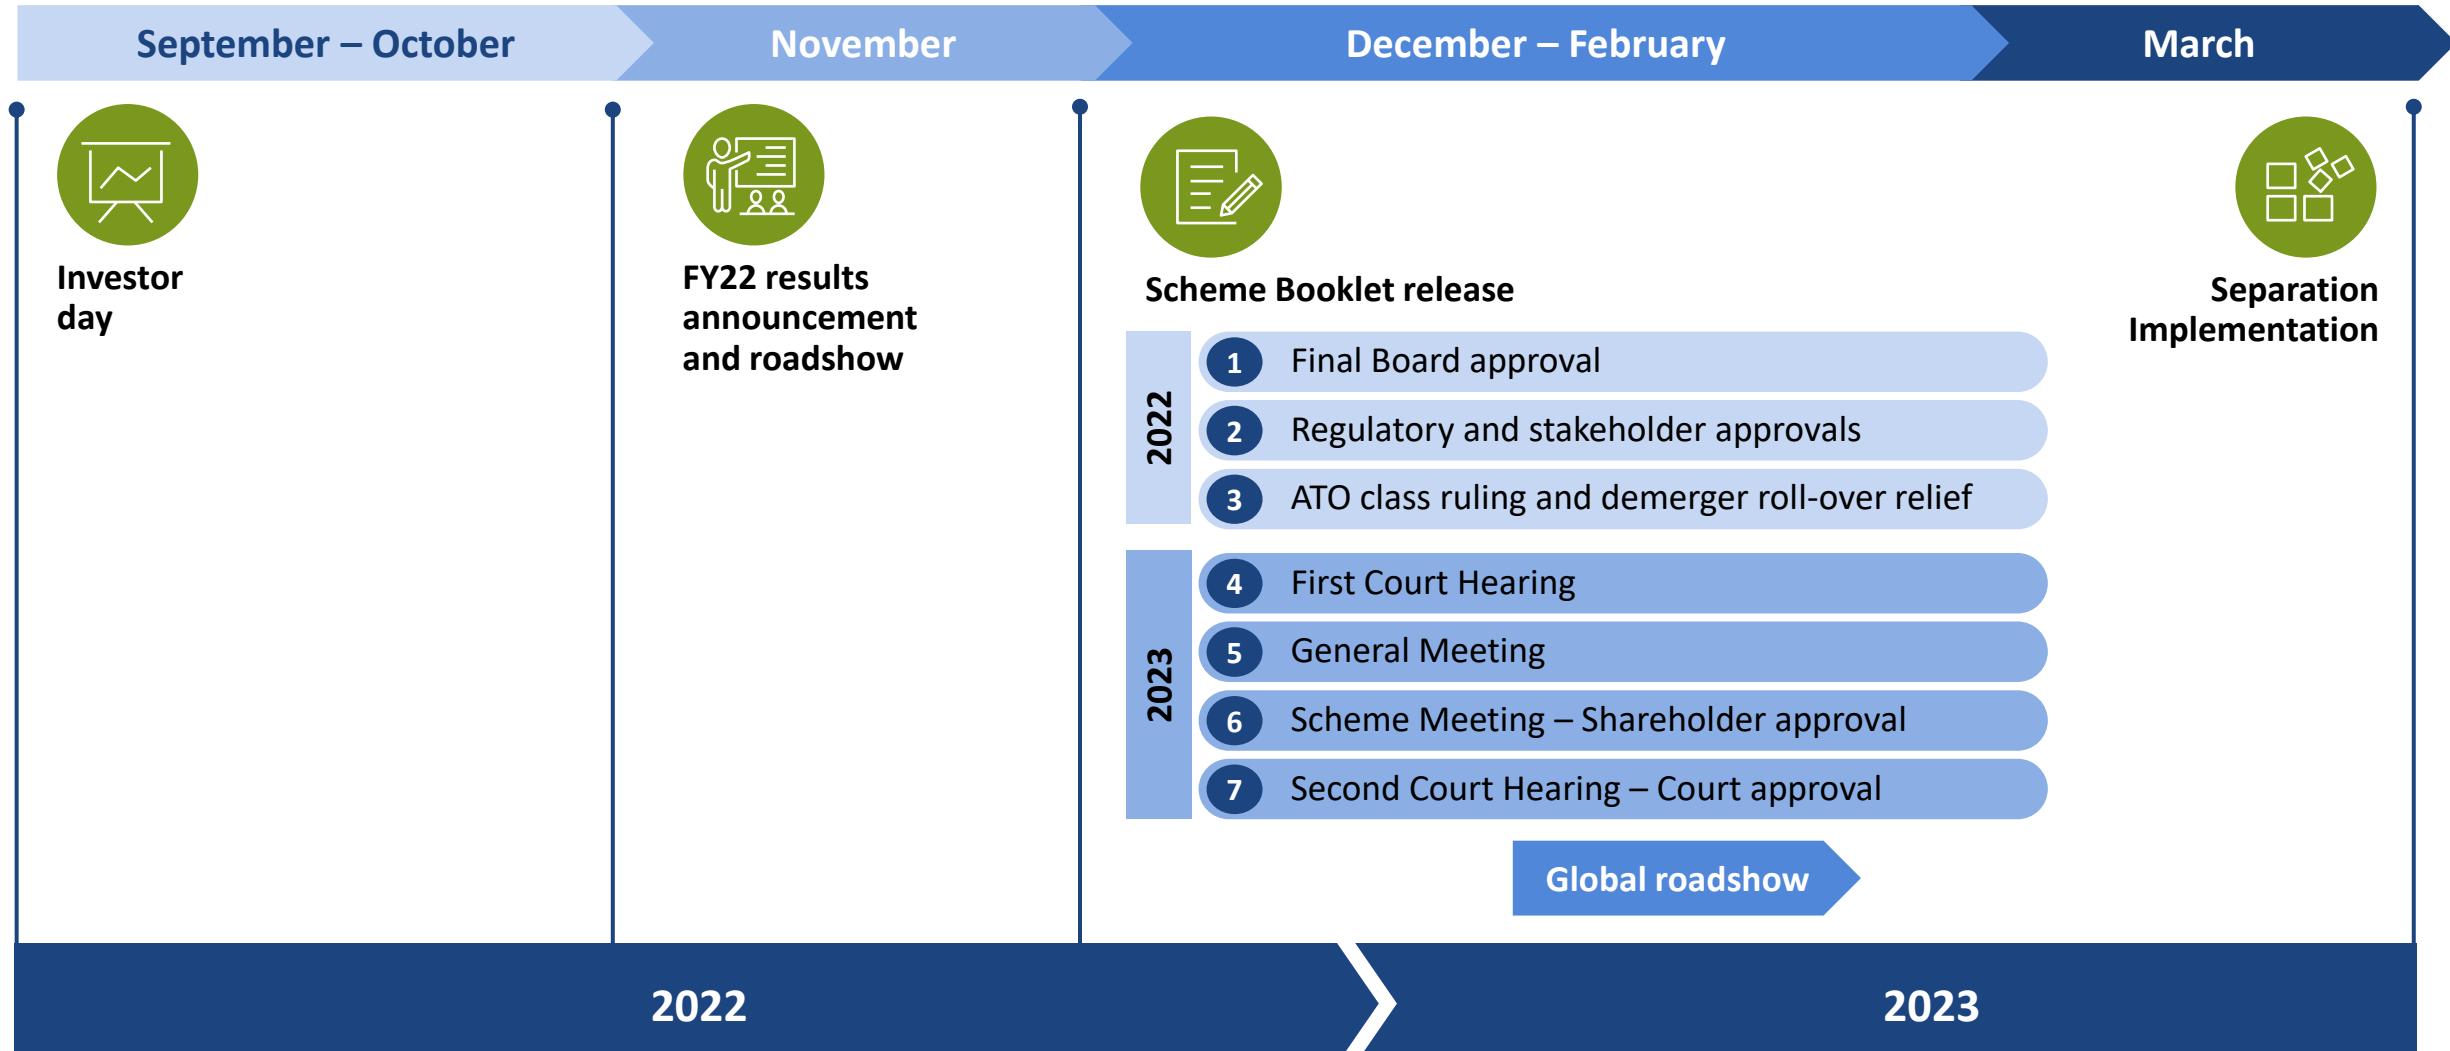 September – October
November
December – February
March
Investor
day
FY22 results
announcement
and roadshow
Scheme Booklet release
2022
1 Final Board approval
2 Regulatory and stakeholder approvals
3 ATO class ruling and demerger roll-over relief
2023
4 First Court Hearing
5 General Meeting
6 Scheme Meeting – Shareholder approval
7 Second Court Hearing – Court approval
Global roadshow
Separation
Implementation
2022
2023